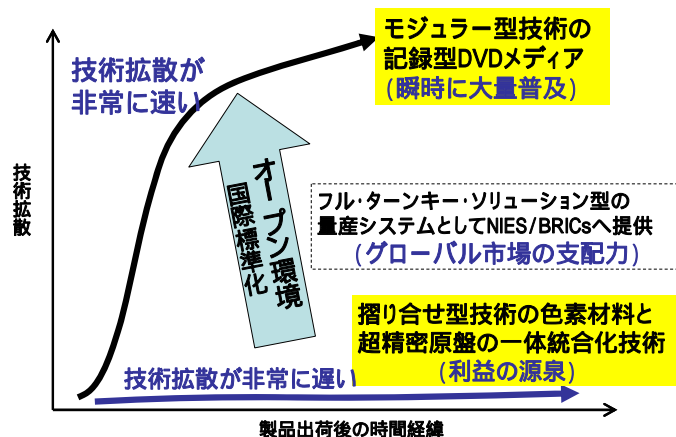 モジュラー型技術の
記録型DVDメディア
(瞬時に大量普及)
技術拡散が
非常に速い
技術拡散
オープン環境
国際標準化
フル・ターンキー・ソリューション型の
量産システムとしてNIES/BRICsへ提供
(グローバル市場の支配力)
摺り合せ型技術の色素材料と
超精密原盤の一体統合化技術
(利益の源泉)
技術拡散が非常に遅い
製品出荷後の時間経緯